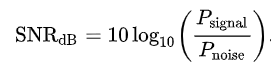 SNR_dB = 10 log_10 (P_signal / P_noise).